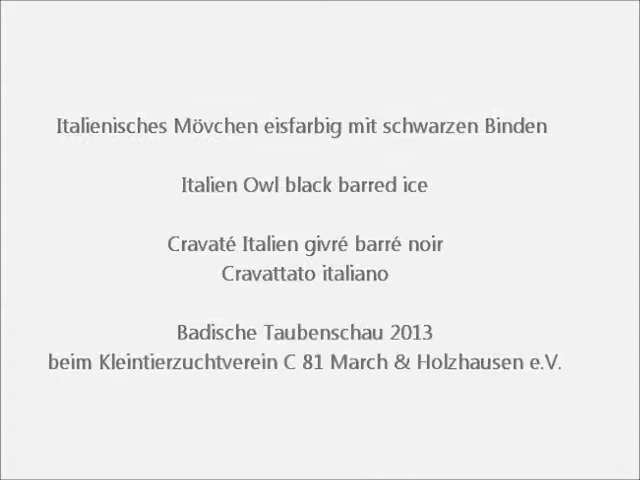 Italienisches Mövchen eisfarbig mit schwarzen Binden
Italien Owl black barred ice
Cravaté Italien givré barré noir
Cravattato italiano
Badische Taubenschau 2013
beim Kleintierzuchtverein C 81 March & Holzhausen e.V.